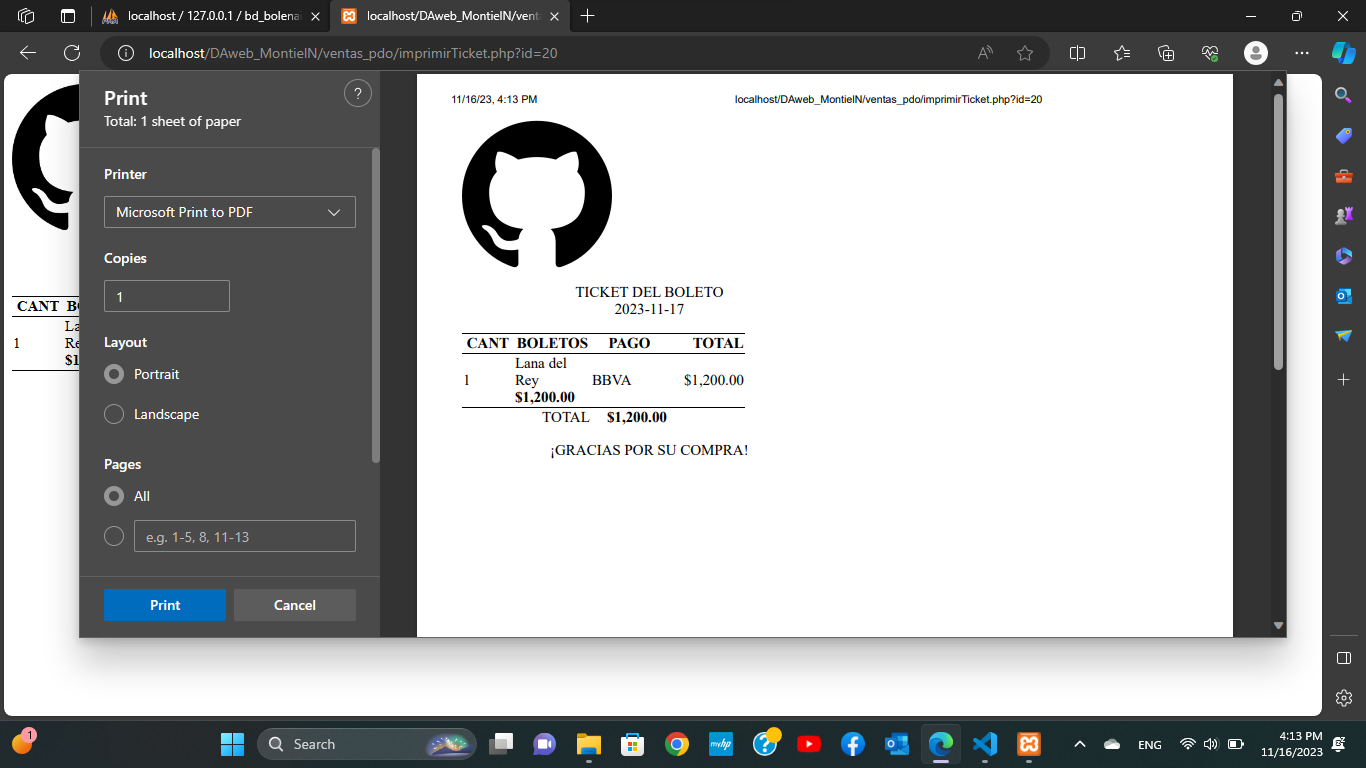 localhost / 127.0.0.1 / bd_bolenai
localhost/DAweb_MontielN/venta
localhost/DAweb_MontielN/ventas_pdo/imprimirTicket.php?id=20
Print
?
Total: 1 sheet of paper
Printer
Microsoft Print to PDF
Copies
1
Layout
Portrait
Landscape
Pages
All
e.g. 1-5, 8, 11-13
Print
Cancel
CANT BO
La
1 Re
$1
11/16/23, 4:13 PM
localhost/DAweb_MontielN/ventas_pdo/imprimirTicket.php?id=20
TICKET DEL BOLETO
2023-11-17
CANT BOLETOS PAGO TOTAL
Lana del
1 Rey BBVA $1,200.00
$1,200.00
TOTAL $1,200.00
¡GRACIAS POR SU COMPRA!
1
Search
myhp
?
ENG
4:13 PM
11/16/2023